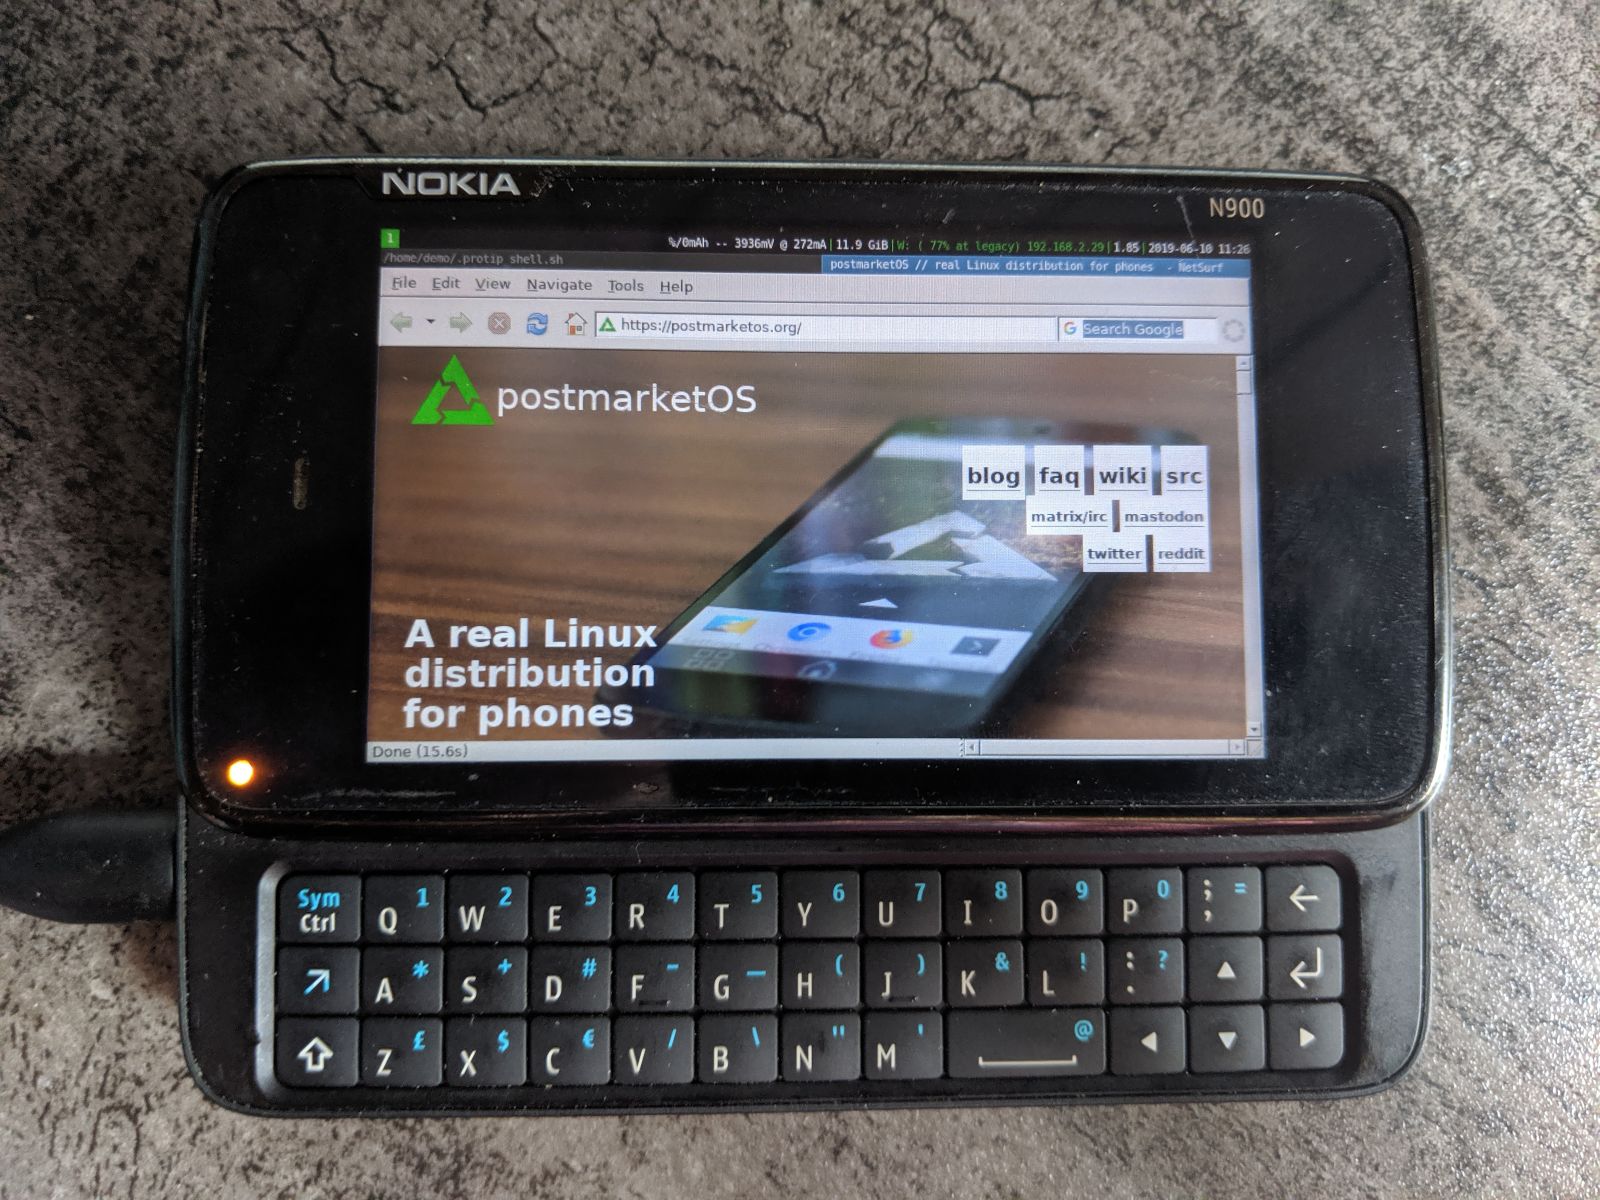 NOKIA
N900
1
%/0mAh -- 3936mV @ 272mA|11.9 GiB|W: ( 77% at legacy) 192.168.2.29|1.85|2019-06-10 11:26
/home/demo/.protip_shell.sh
postmarketOS // real Linux distribution for phones - NetSurf
File Edit View Navigate Tools Help
https://postmarketos.org/
G Search Google
postmarketOS
blog faq wiki src
matrix/irc mastodon
twitter reddit
A real Linux
distribution
for phones
Done (15.6s)
Sym Q 1 W 2 E 3 R 4 T 5 Y 6 U 7 I 8 O 9 P 0 ; = ←
Ctrl ,
↗ A * S + D # F - G _ H ( J ) K & L ! : ? ▲ ↵
.
⇧ Z £ X $ C € V / B \ N " M ' @ ◀ ▼ ▶